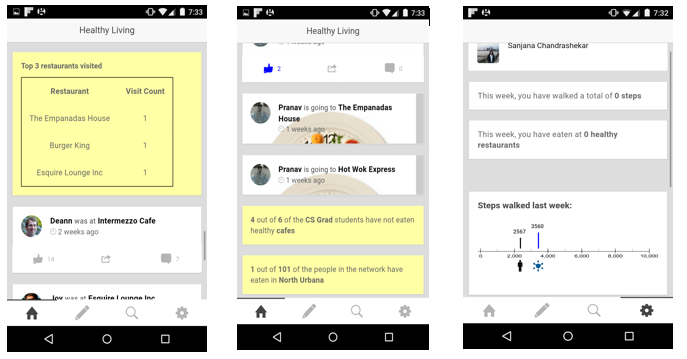 7:33
Healthy Living
Top 3 restaurants visited
Restaurant Visit Count
The Empanadas House 1
Burger King 1
Esquire Lounge Inc 1
Deann was at Intermezzo Cafe
2 weeks ago
14 7
Joy was at Esquire Lounge Inc
7:33
Healthy Living
1 weeks ago
2 0
Pranav is going to The Empanadas
House
1 weeks ago
Pranav is going to Hot Wok Express
1 weeks ago
4 out of 6 of the CS Grad students have not eaten
healthy cafes
1 out of 101 of the people in the network have
eaten in North Urbana
7:32
Sanjana Chandrashekar
This week, you have walked a total of 0 steps
This week, you have eaten at 0 healthy
restaurants
Steps walked last week:
3560
2567
0 2,000 4,000 6,000 8,000 10,000